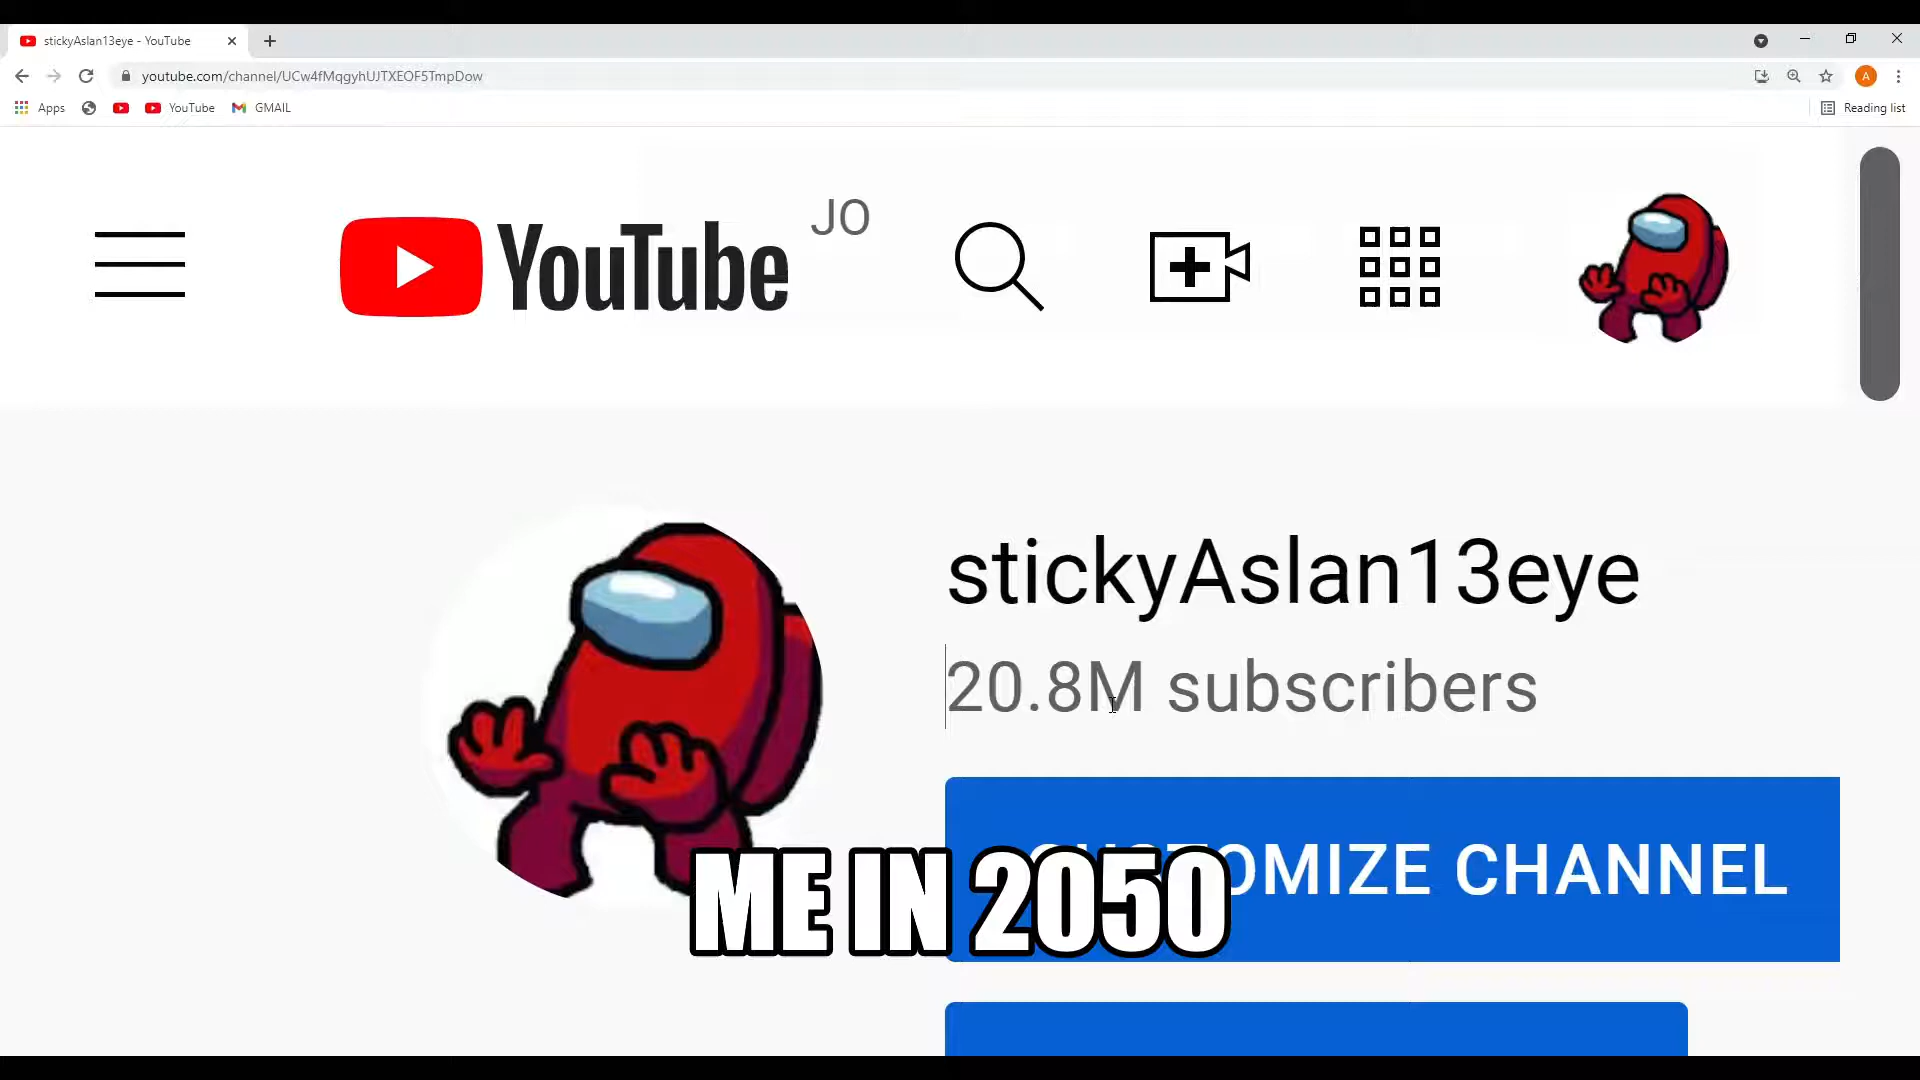 stickyAslan13eye - YouTube
youtube.com/channel/UCw4fMqgyhUJTXEOF5TmpDow
A
Apps
YouTube
GMAIL
Reading list
YouTube JO
stickyAslan13eye
20.8M subscribers
CUSTOMIZE CHANNEL
ME IN 2050